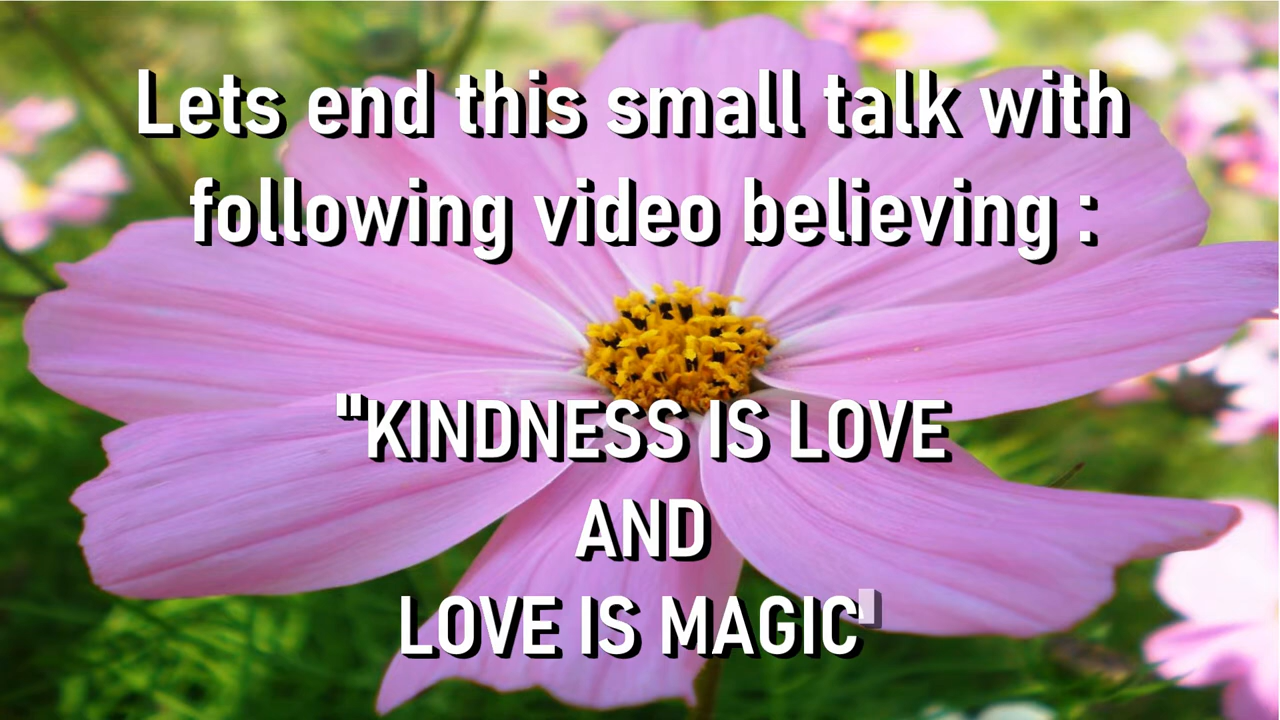 Lets end this small talk with
following video believing :
"KINDNESS IS LOVE
AND
LOVE IS MAGIC'